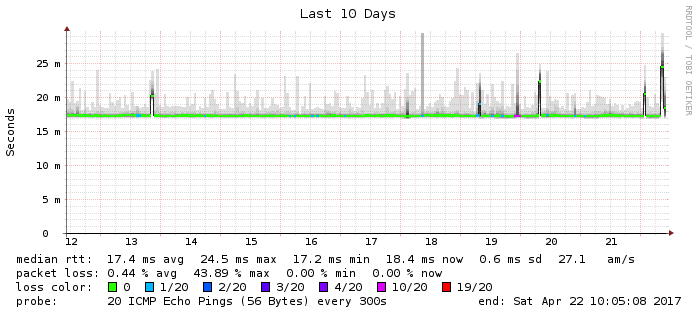 Last 10 Days
RRDTOOL / TOBI OETIKER
Seconds
25 m
20 m
15 m
10 m
5 m
0
12 13 14 15 16 17 18 19 20 21
median rtt: 17.4 ms avg 24.5 ms max 17.2 ms min 18.4 ms now 0.6 ms sd 27.1 am/s
packet loss: 0.44 % avg 43.89 % max 0.00 % min 0.00 % now
loss color: 0 1/20 2/20 3/20 4/20 10/20 19/20
probe: 20 ICMP Echo Pings (56 Bytes) every 300s end: Sat Apr 22 10:05:08 2017